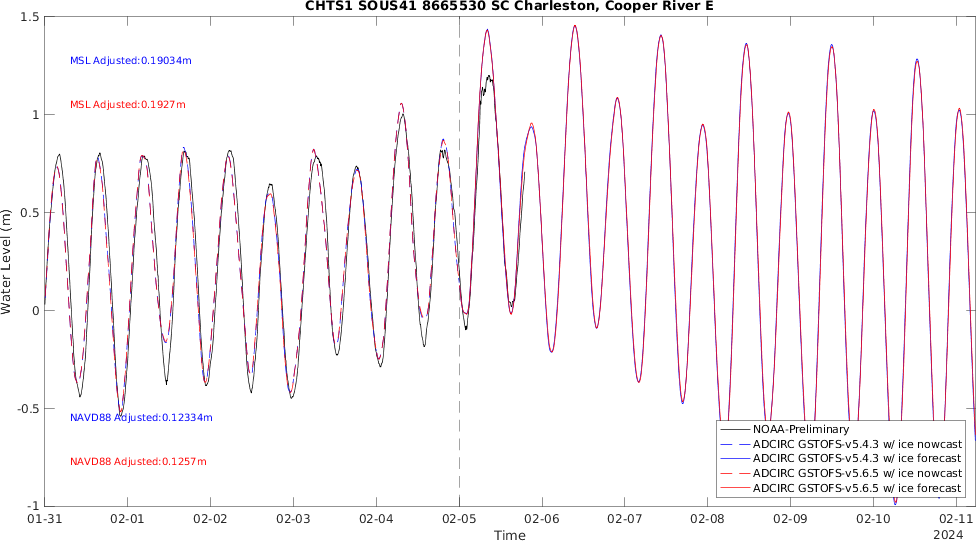 CHTS1 SOUS41 8665530 SC Charleston, Cooper River E
1.5
MSL Adjusted:0.19034m
MSL Adjusted:0.1927m
1
0.5
Water Level (m)
0
-0.5
NAVD88 Adjusted:0.12334m
NAVD88 Adjusted:0.1257m
NOAA-Preliminary
ADCIRC GSTOFS-v5.4.3 w/ ice nowcast
ADCIRC GSTOFS-v5.4.3 w/ ice forecast
ADCIRC GSTOFS-v5.6.5 w/ ice nowcast
ADCIRC GSTOFS-v5.6.5 w/ ice forecast
-1
01-31 02-01 02-02 02-03 02-04 02-05 02-06 02-07 02-08 02-09 02-10 02-11
Time 2024